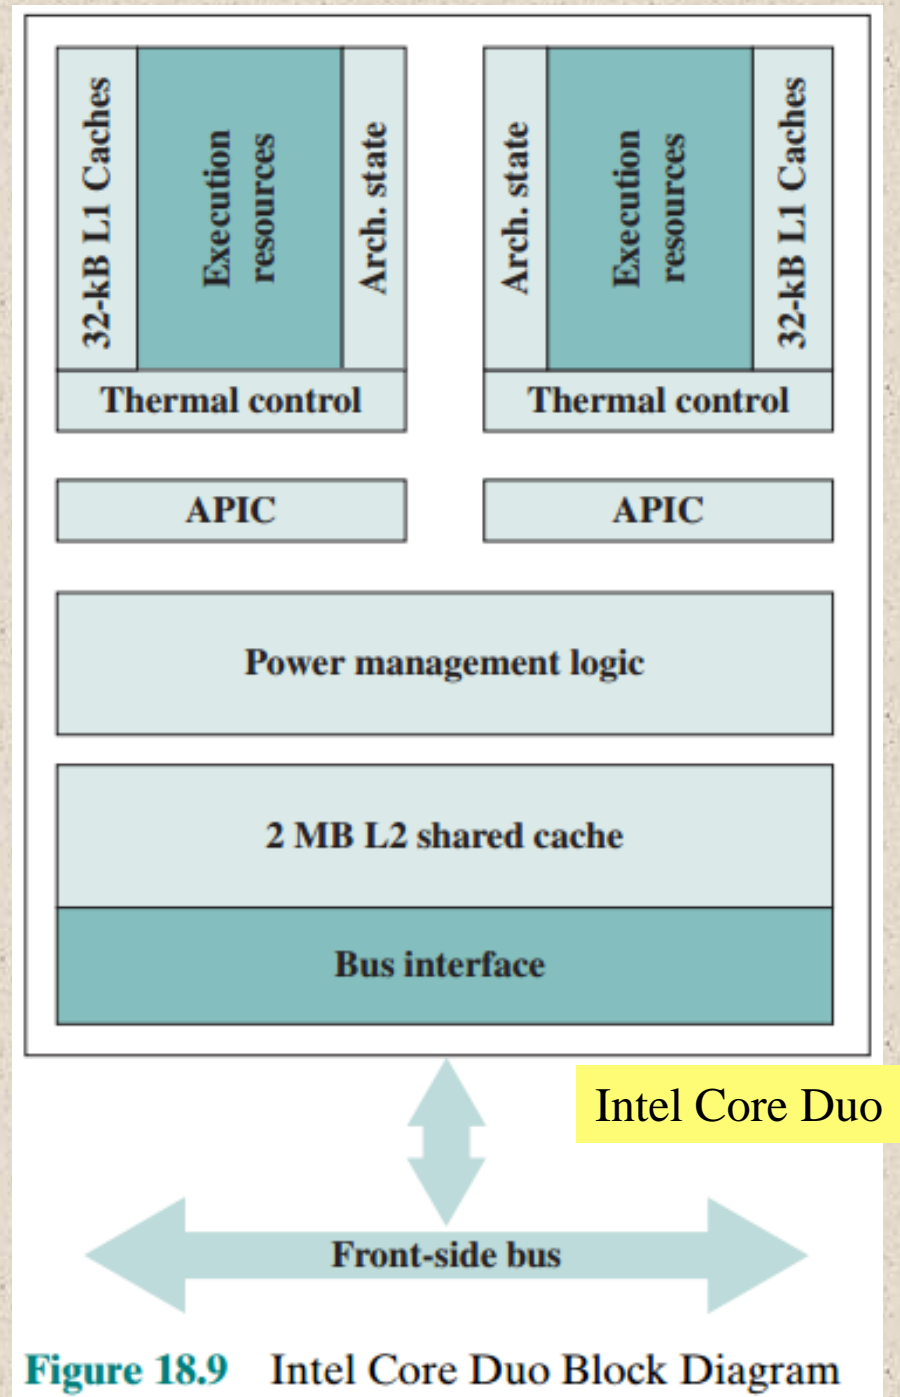 32-kB L1 Caches
Execution
resources
Arch. state
Thermal control
Arch. state
Execution
resources
32-kB L1 Caches
Thermal control
APIC
APIC
Power management logic
2 MB L2 shared cache
Bus interface
Intel Core Duo
Front-side bus
Figure 18.9 Intel Core Duo Block Diagram